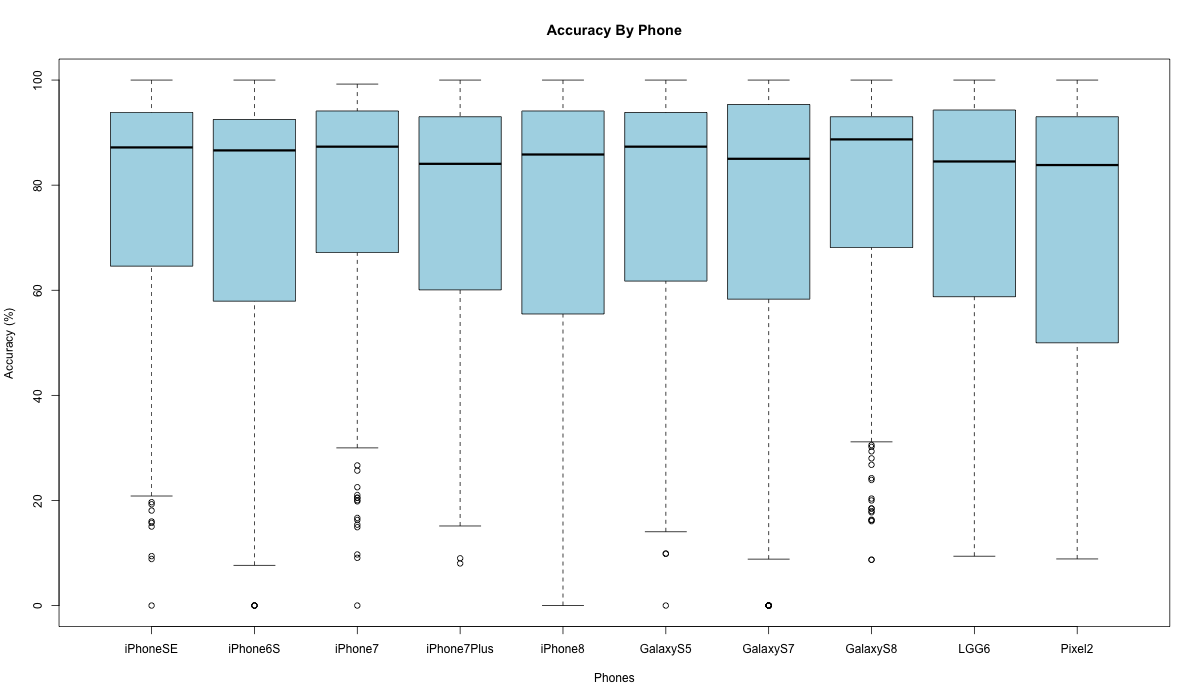 Accuracy By Phone
Accuracy (%)
100
80
60
40
20
0
iPhoneSE iPhone6S iPhone7 iPhone7Plus iPhone8 GalaxyS5 GalaxyS7 GalaxyS8 LGG6 Pixel2
Phones